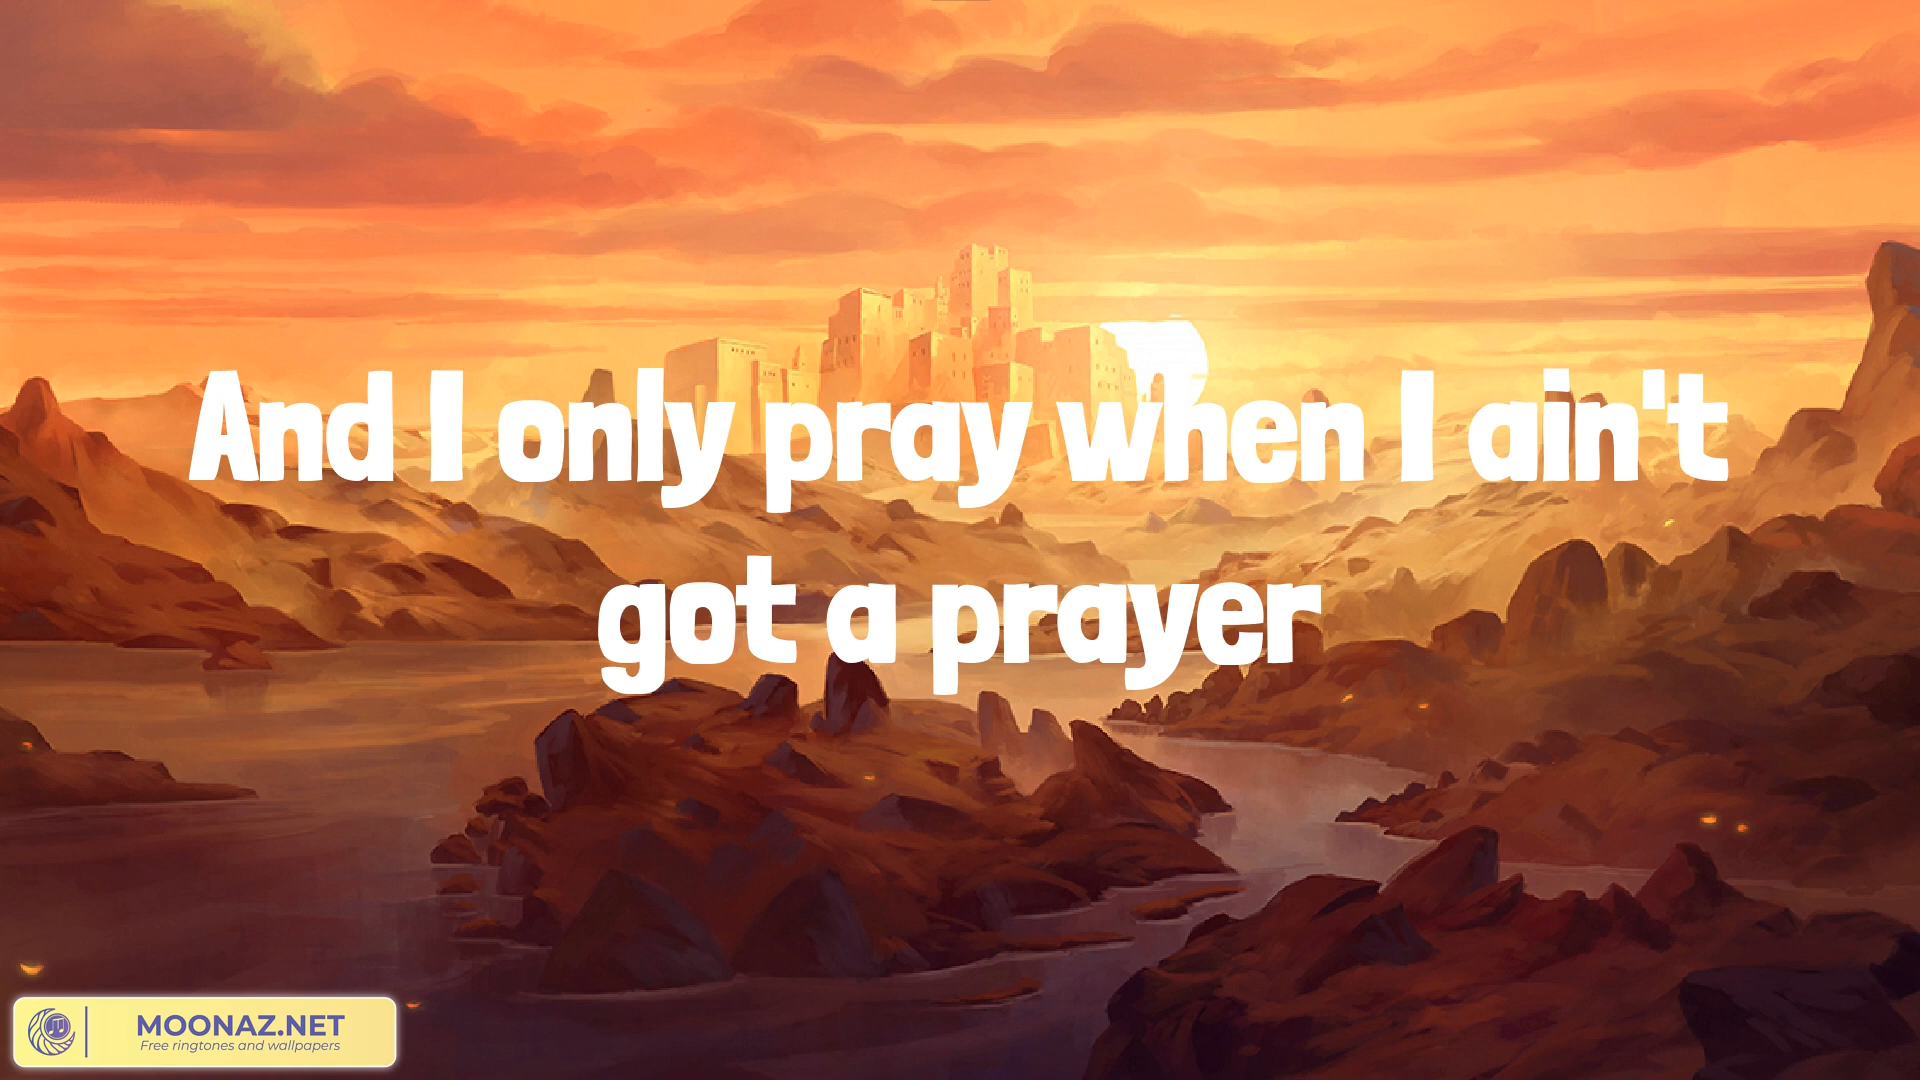 And I only pray when I ain't
got a prayer
MOONAZ.NET
Free ringtones and wallpapers